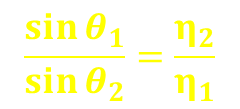 sin θ₁ / sin θ₂ = η₂ / η₁